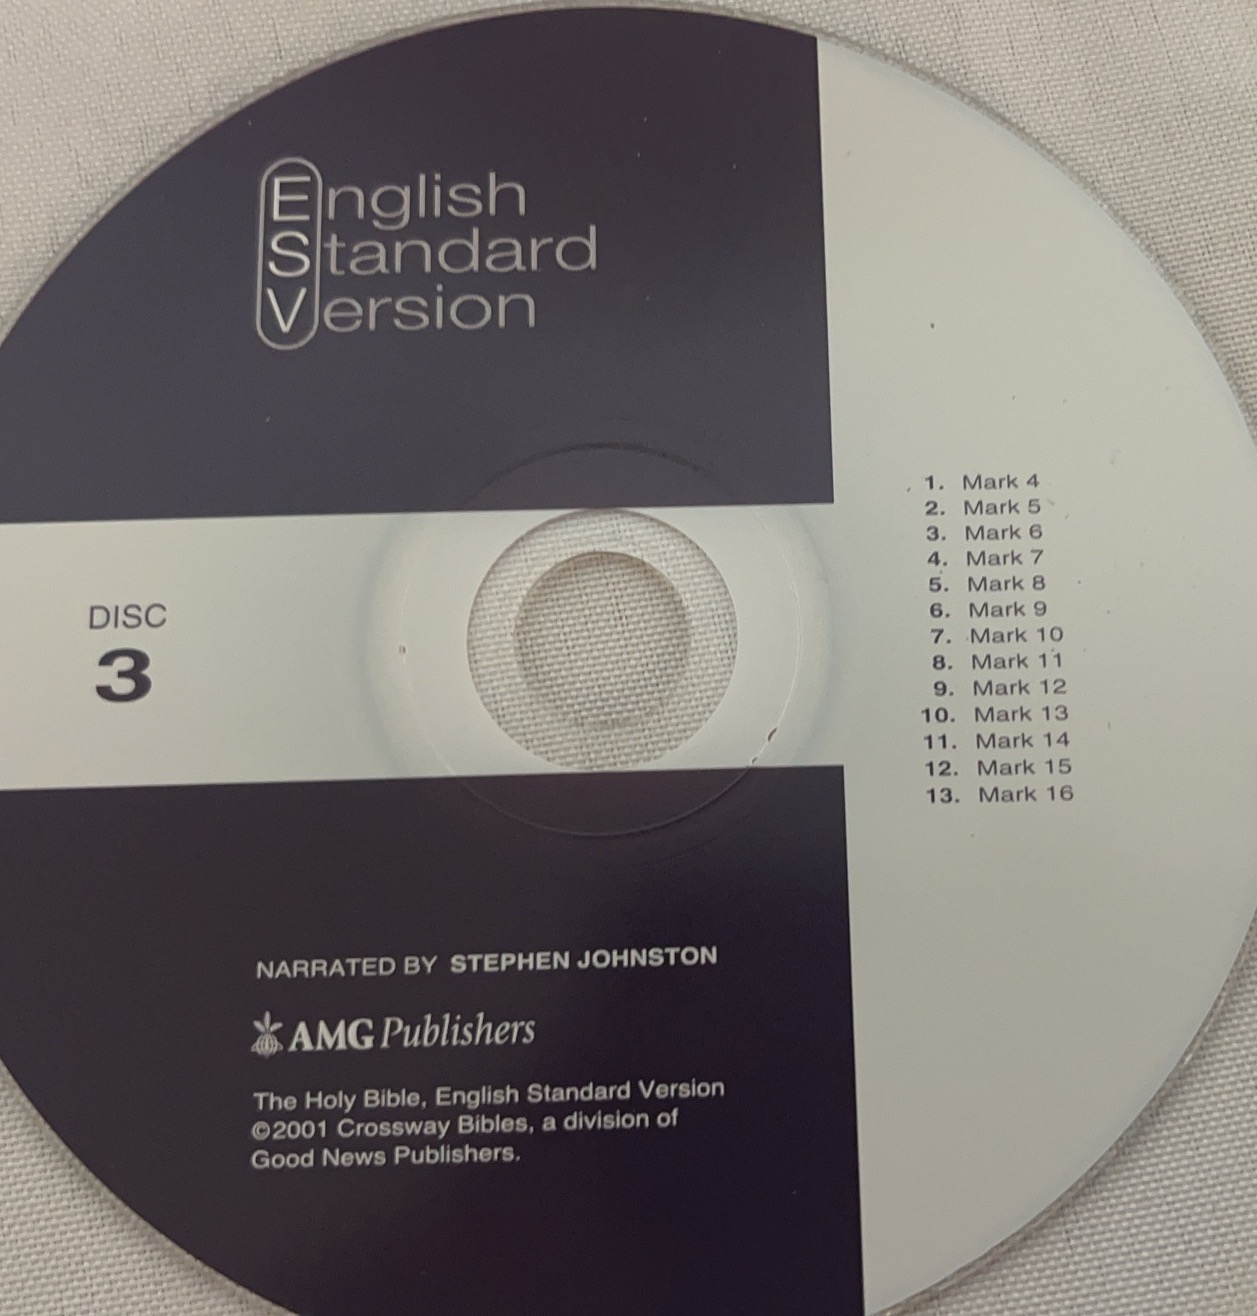 English
Standard
Version
DISC
3
1. Mark 4
2. Mark 5
3. Mark 6
4. Mark 7
5. Mark 8
6. Mark 9
7. Mark 10
8. Mark 11
9. Mark 12
10. Mark 13
11. Mark 14
12. Mark 15
13. Mark 16
NARRATED BY STEPHEN JOHNSTON
AMG Publishers
The Holy Bible, English Standard Version
©2001 Crossway Bibles, a division of
Good News Publishers.